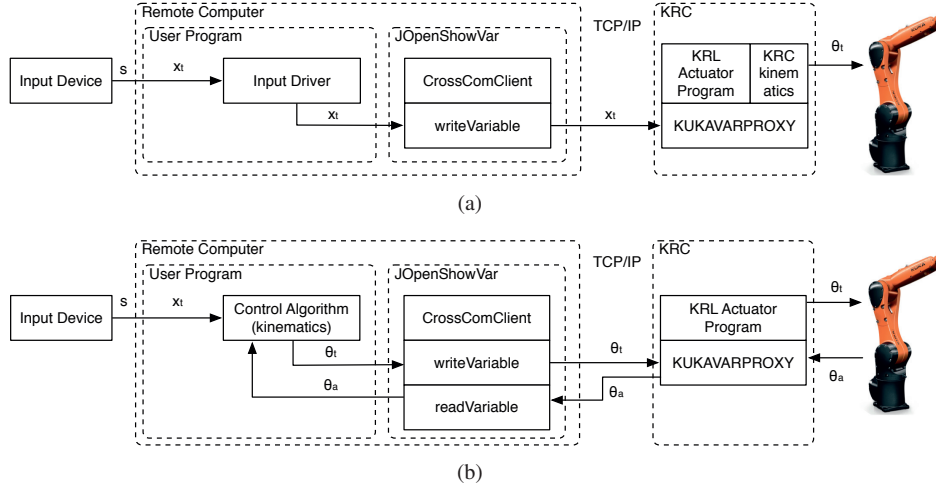 Remote Computer
User Program
JOpenShowVar
TCP/IP
KRC
Input Device
s
xt
Input Driver
xt
CrossComClient
writeVariable
xt
KRL
Actuator
Program
KRC
kinem
atics
KUKAVARPROXY
θt
KUKA
(a)
Remote Computer
User Program
JOpenShowVar
TCP/IP
KRC
Input Device
s
xt
Control Algorithm
(kinematics)
θt
θa
CrossComClient
writeVariable
readVariable
θt
θa
KRL Actuator
Program
KUKAVARPROXY
θt
θa
KUKA
(b)